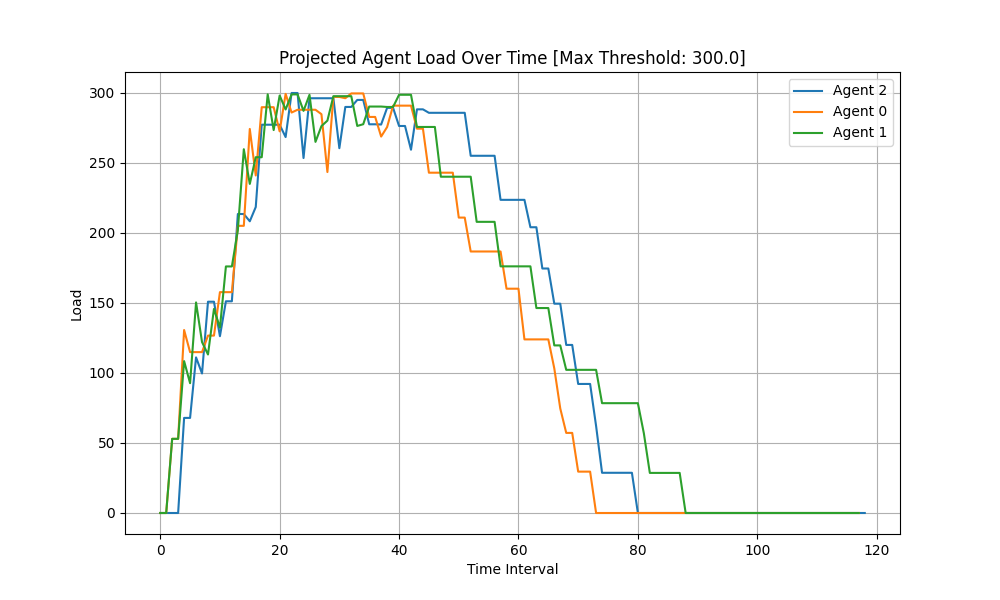 Projected Agent Load Over Time [Max Threshold: 300.0]
Agent 2
Agent 0
Agent 1
Load
300
250
200
150
100
50
0
0 20 40 60 80 100 120
Time Interval